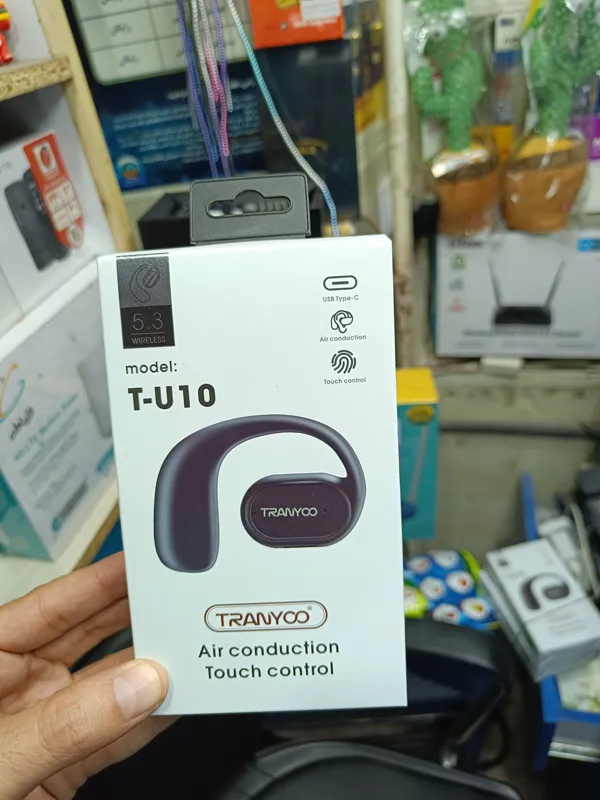 5.3
WIRELESS
USB Type-C
Air conduction
Touch control
model:
T-U10
TRANYOO
TRANYOO®
Air conduction
Touch control